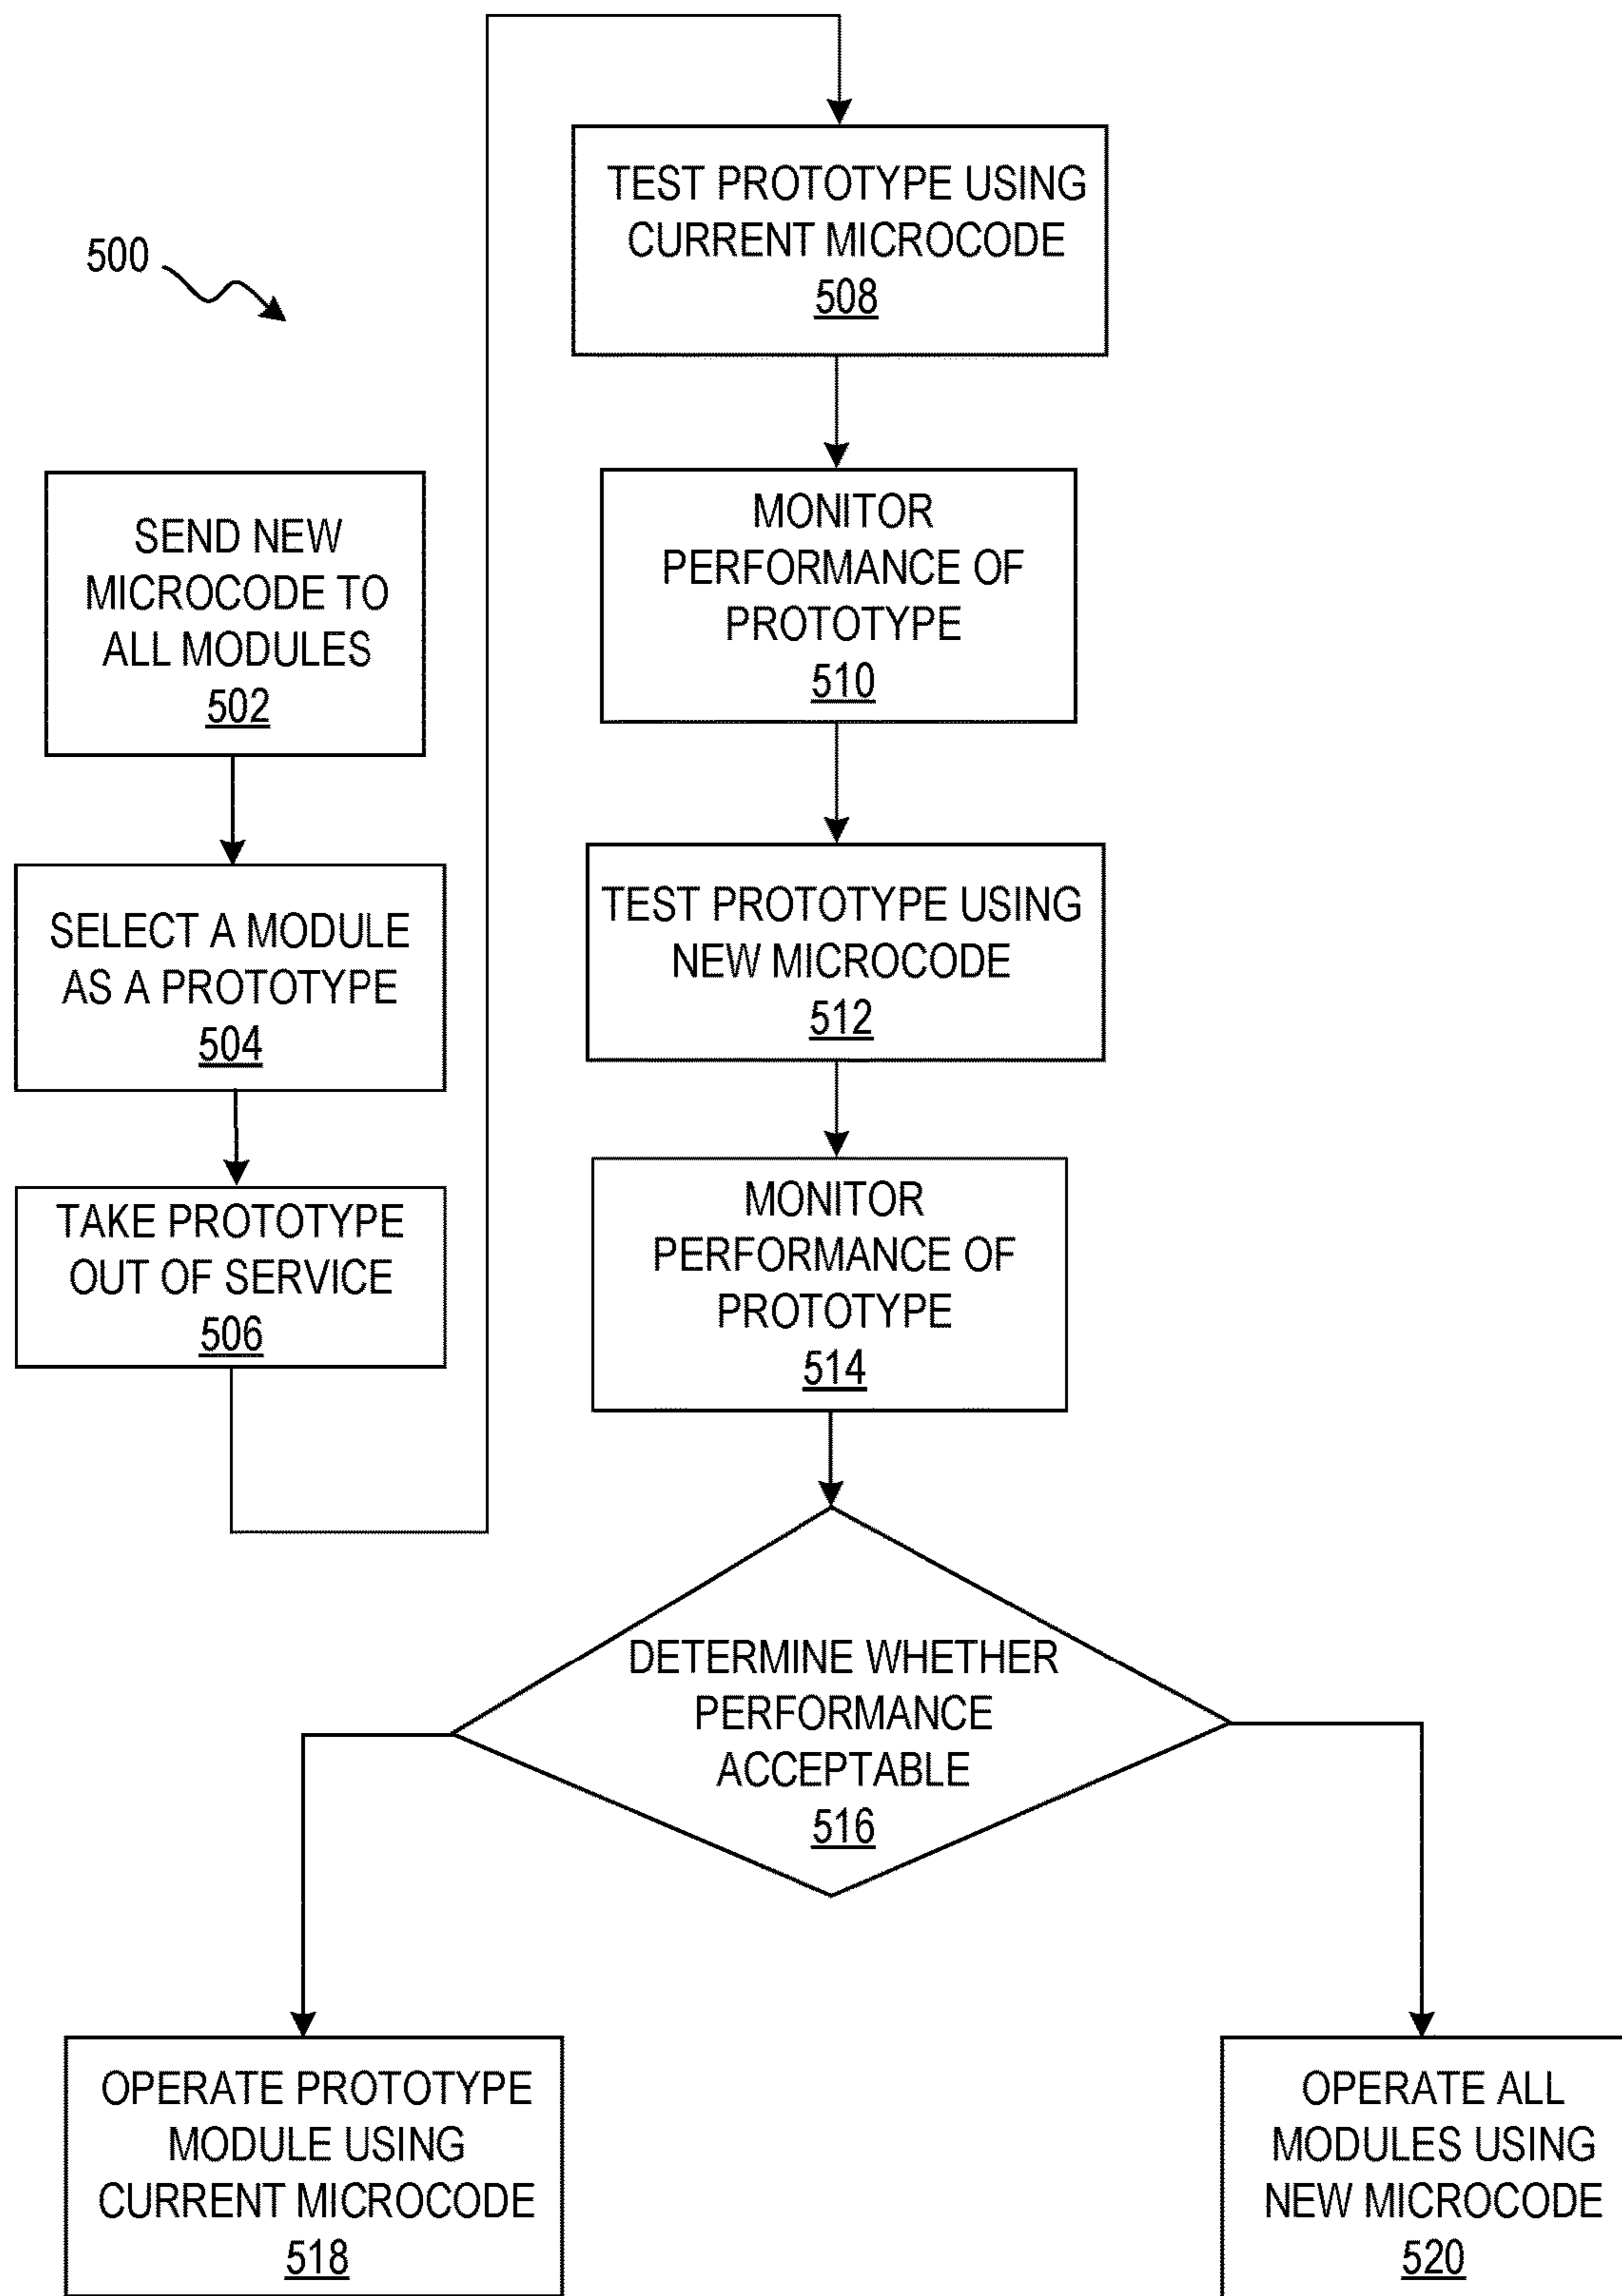 500
SEND NEW
MICROCODE TO
ALL MODULES
502
SELECT A MODULE
AS A PROTOTYPE
504
TAKE PROTOTYPE
OUT OF SERVICE
506
TEST PROTOTYPE USING
CURRENT MICROCODE
508
MONITOR
PERFORMANCE OF
PROTOTYPE
510
TEST PROTOTYPE USING
NEW MICROCODE
512
MONITOR
PERFORMANCE OF
PROTOTYPE
514
DETERMINE WHETHER
PERFORMANCE
ACCEPTABLE
516
OPERATE PROTOTYPE
MODULE USING
CURRENT MICROCODE
518
OPERATE ALL
MODULES USING
NEW MICROCODE
520